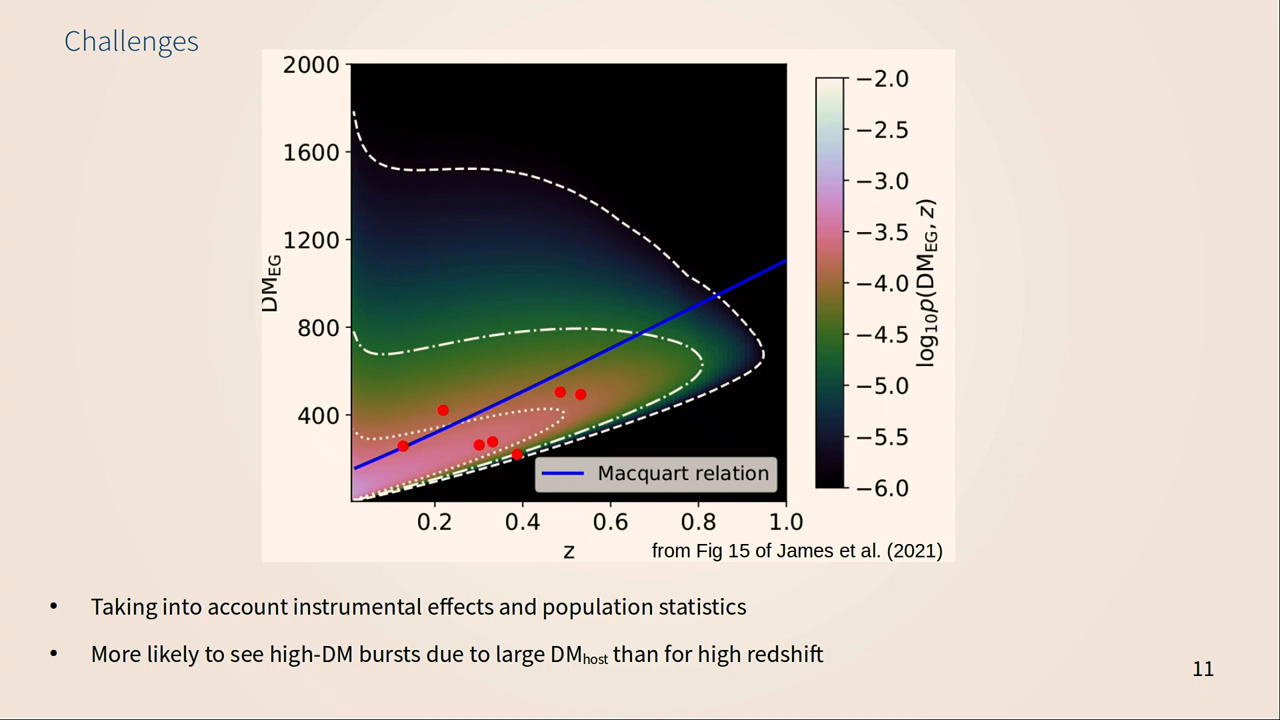 Challenges
2000
1600
1200
800
400
DM_EG
0.2 0.4 0.6 0.8 1.0
z
Macquart relation
−2.0
−2.5
−3.0
−3.5
−4.0
−4.5
−5.0
−5.5
−6.0
log₁₀p(DM_EG, z)
from Fig 15 of James et al. (2021)
• Taking into account instrumental effects and population statistics
• More likely to see high-DM bursts due to large DM_host than for high redshift
11